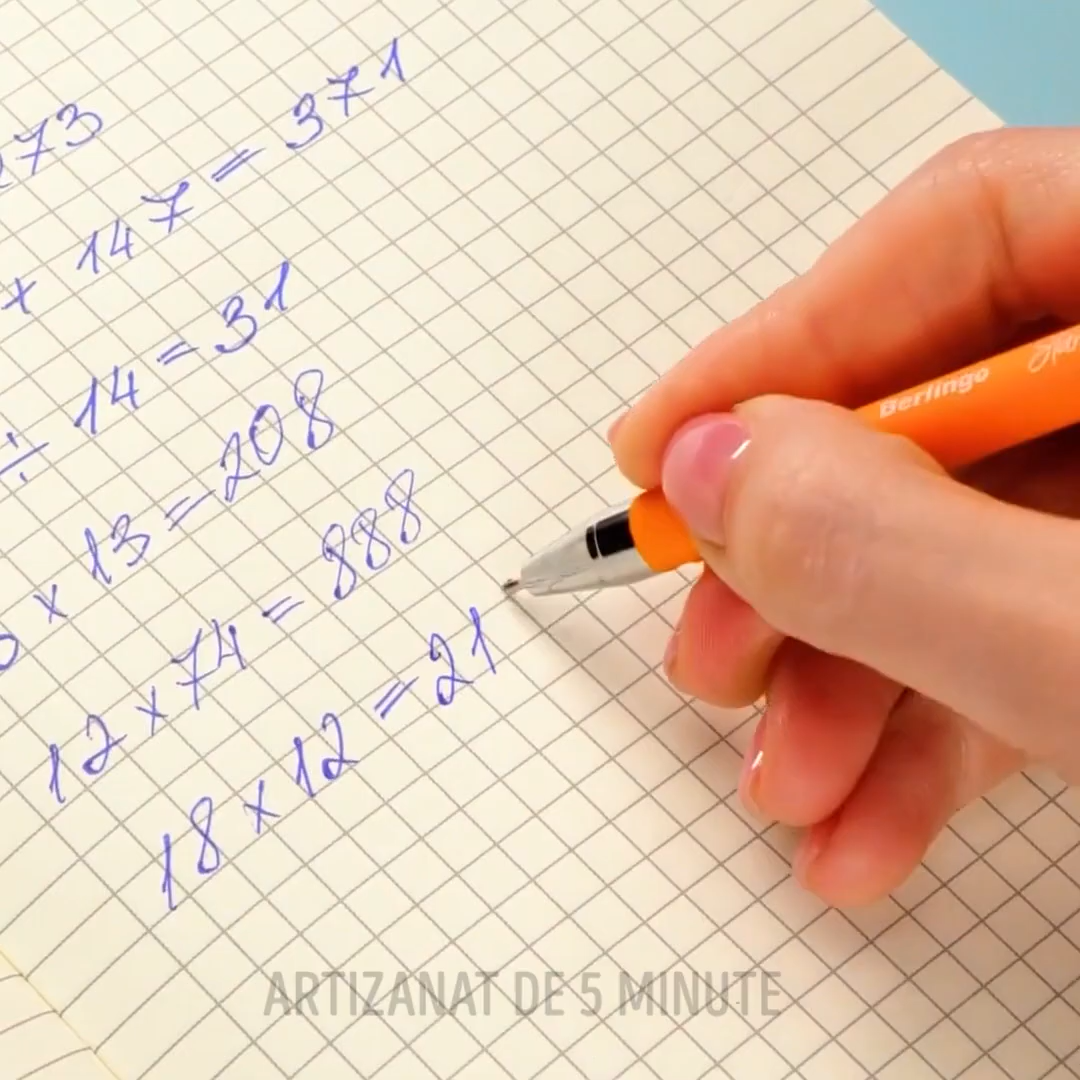 273
x 147 = 371
÷ 14 = 31
x 13 = 208
12 x 74 = 888
18 x 12 = 21
Berlingo
ARTIZANAT DE 5 MINUTE